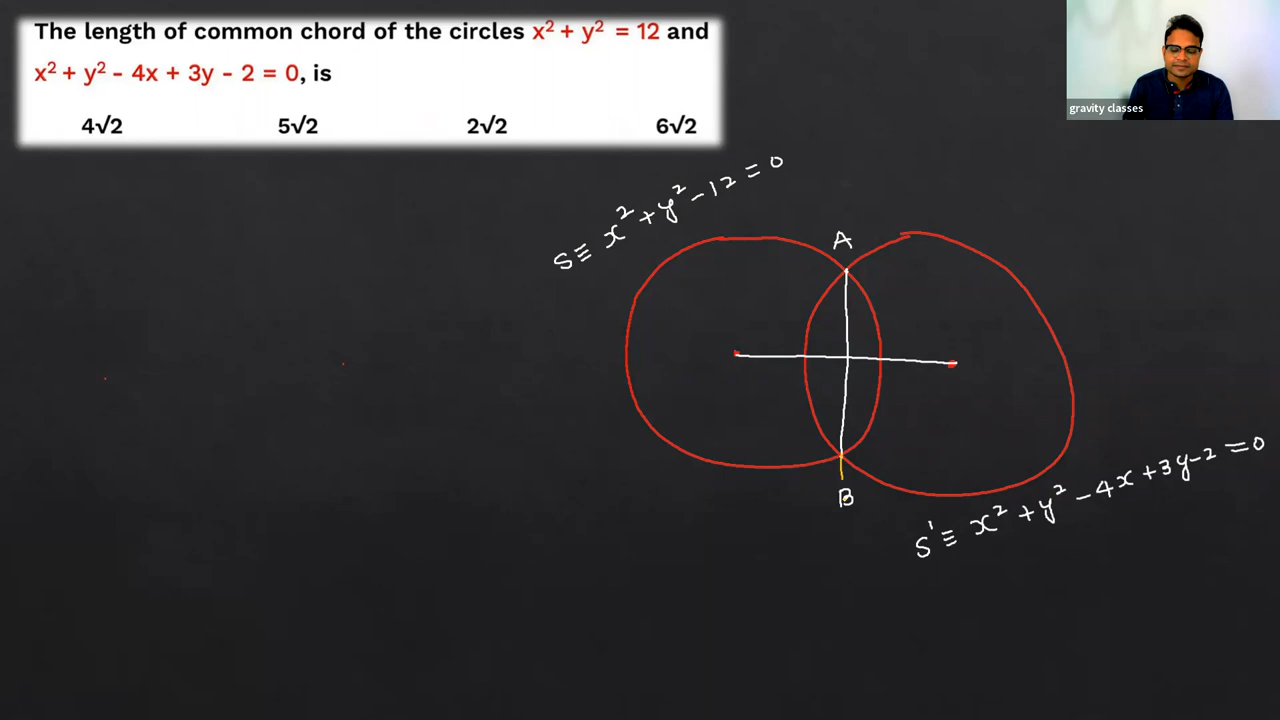 The length of common chord of the circles x² + y² = 12 and
x² + y² - 4x + 3y - 2 = 0, is
4√2 5√2 2√2 6√2
gravity classes
S ≡ x² + y² - 12 = 0
A
B
S' ≡ x² + y² - 4x + 3y - 2 = 0